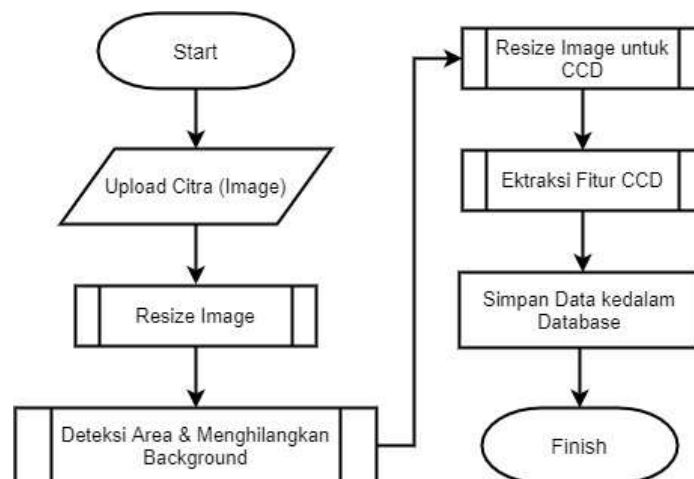 Start
Upload Citra (Image)
Resize Image
Deteksi Area & Menghilangkan
Background
Resize Image untuk
CCD
Ektraksi Fitur CCD
Simpan Data kedalam
Database
Finish